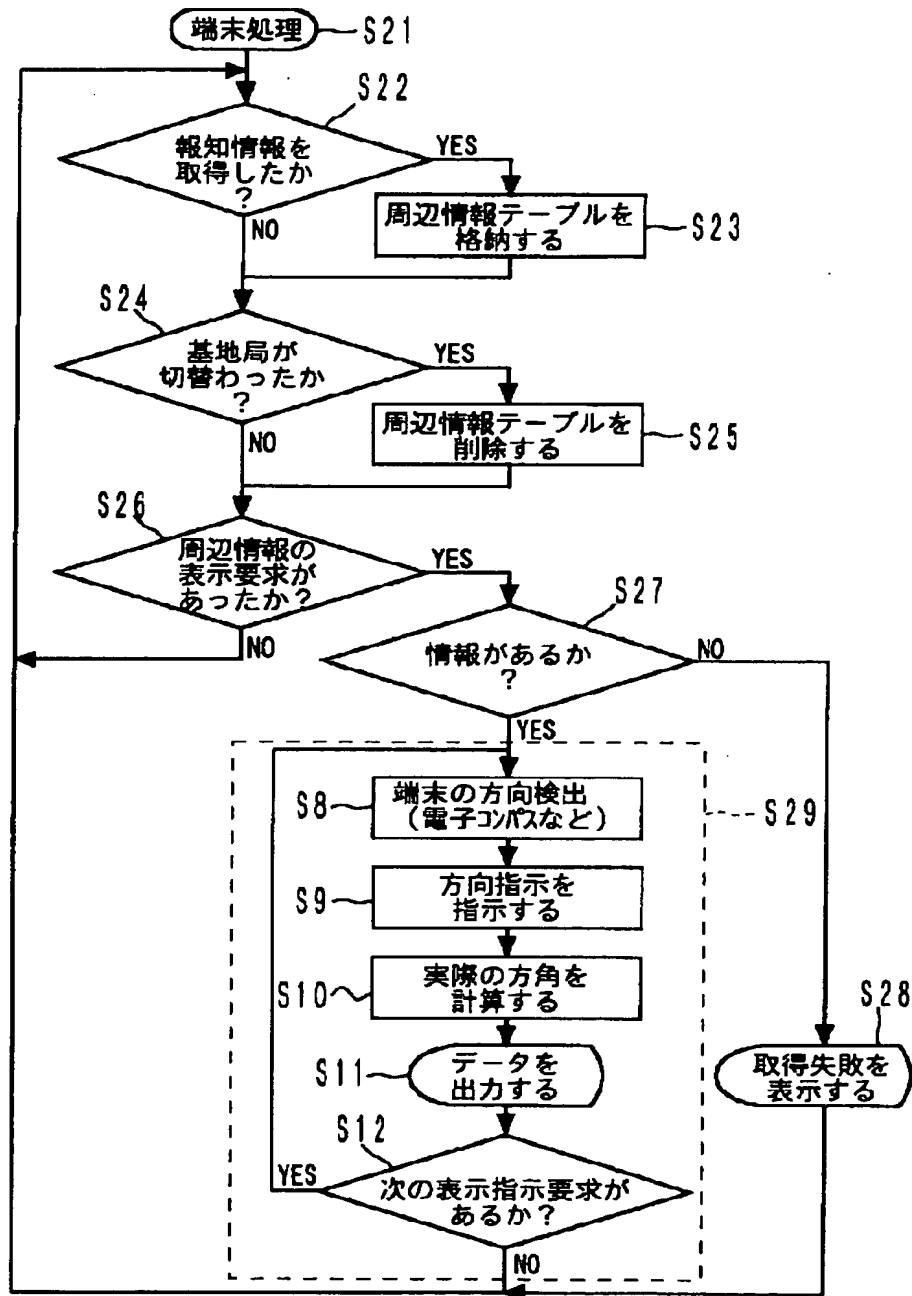 端末処理
S21
S22
報知情報を
取得したか
?
YES
NO
周辺情報テーブルを
格納する
S23
S24
基地局が
切替わったか
?
YES
NO
周辺情報テーブルを
削除する
S25
S26
周辺情報の
表示要求が
あったか?
YES
NO
S27
情報があるか
?
NO
YES
S8
端末の方向検出
(電子コンパスなど)
S29
S9
方向指示を
指示する
S10
実際の方角を
計算する
S11
データを
出力する
S28
取得失敗を
表示する
S12
YES
次の表示指示要求が
あるか?
NO